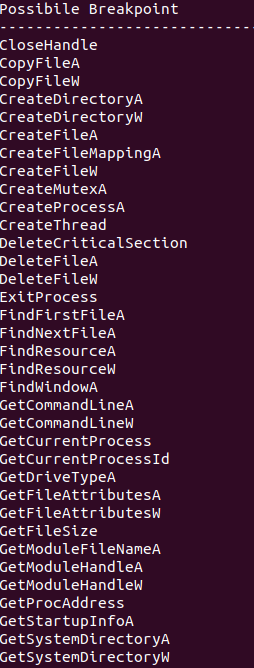 Possibile Breakpoint
------------------------------
CloseHandle
CopyFileA
CopyFileW
CreateDirectoryA
CreateDirectoryW
CreateFileA
CreateFileMappingA
CreateFileW
CreateMutexA
CreateProcessA
CreateThread
DeleteCriticalSection
DeleteFileA
DeleteFileW
ExitProcess
FindFirstFileA
FindNextFileA
FindResourceA
FindResourceW
FindWindowA
GetCommandLineA
GetCommandLineW
GetCurrentProcess
GetCurrentProcessId
GetDriveTypeA
GetFileAttributesA
GetFileAttributesW
GetFileSize
GetModuleFileNameA
GetModuleHandleA
GetModuleHandleW
GetProcAddress
GetStartupInfoA
GetSystemDirectoryA
GetSystemDirectoryW